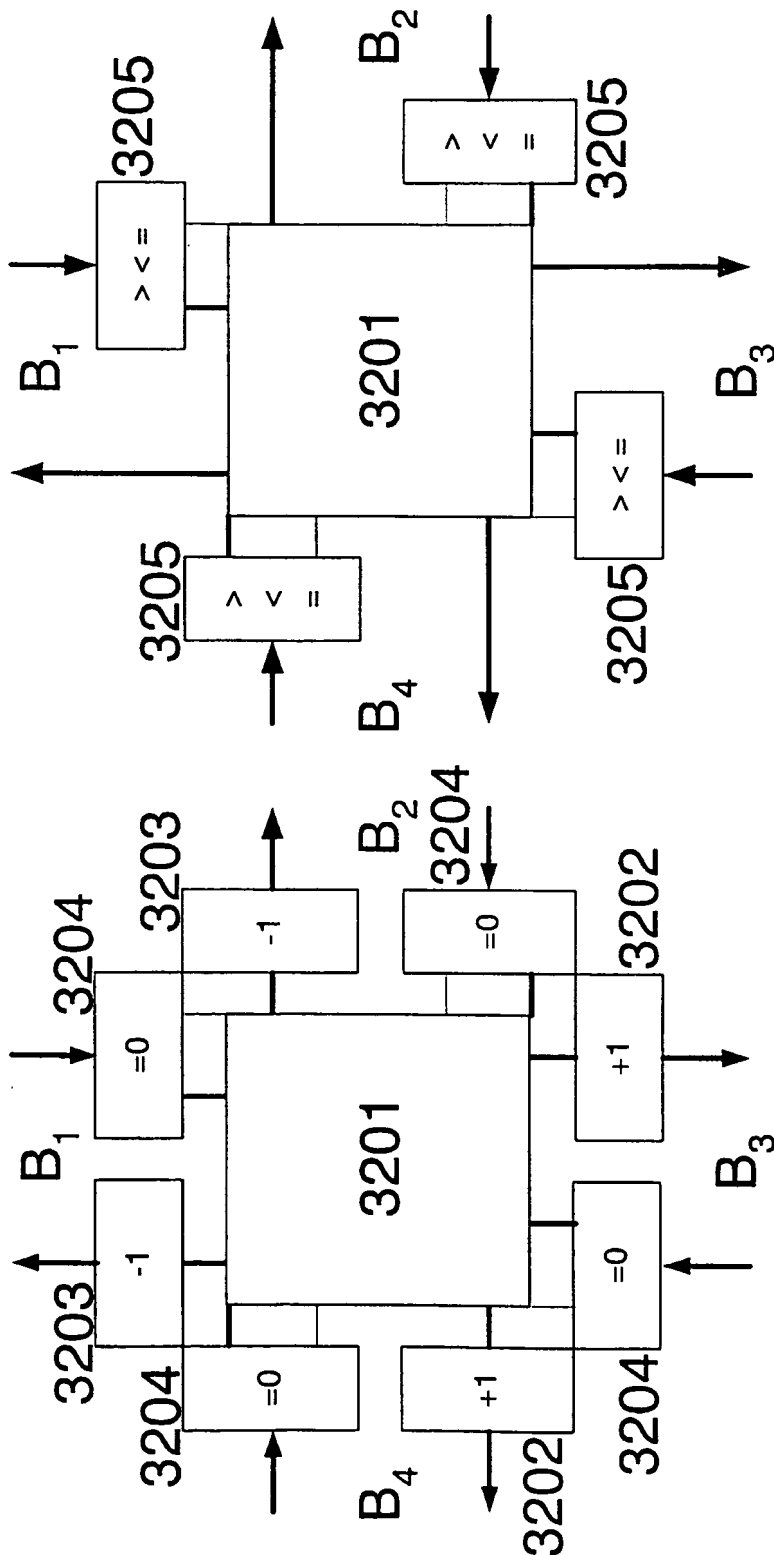 B₁
3205
> < =
B₂
3205
> < =
3201
3205
> < =
B₃
3205
> < =
B₄
B₁
3204
=0
3203
-1
B₂
3204
=0
3202
+1
3201
3203
-1
3204
=0
B₃
3204
=0
3202
+1
B₄